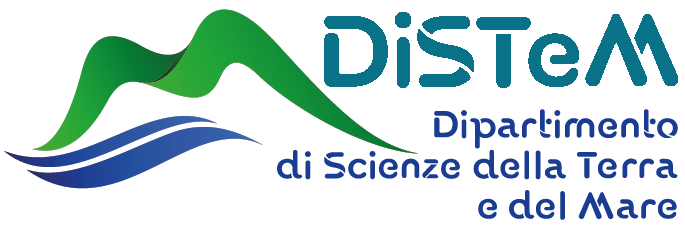 DiSTeM
Dipartimento
di Scienze della Terra
e del Mare